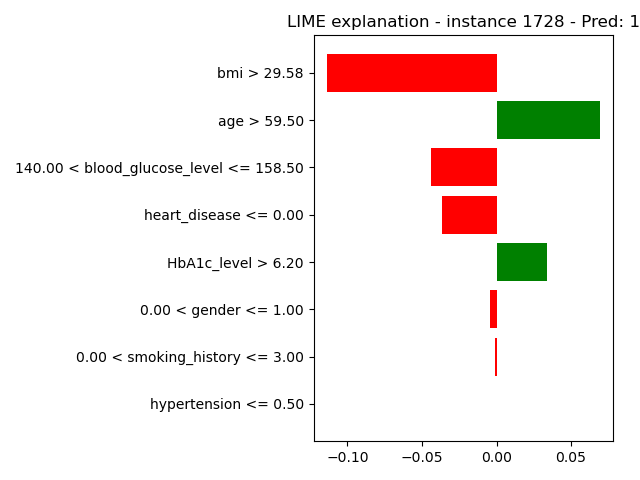 LIME explanation - instance 1728 - Pred: 1
bmi > 29.58
age > 59.50
140.00 < blood_glucose_level <= 158.50
heart_disease <= 0.00
HbA1c_level > 6.20
0.00 < gender <= 1.00
0.00 < smoking_history <= 3.00
hypertension <= 0.50
−0.10 −0.05 0.00 0.05